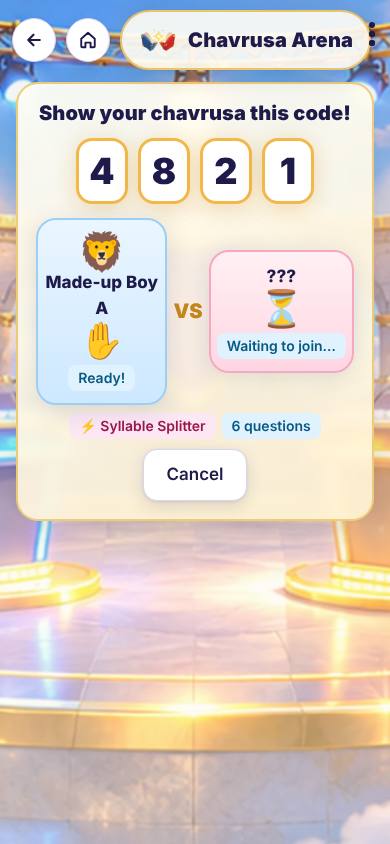 Chavrusa Arena
Show your chavrusa this code!
4 8 2 1
Made-up Boy
A
Ready!
VS
???
Waiting to join...
⚡ Syllable Splitter
6 questions
Cancel